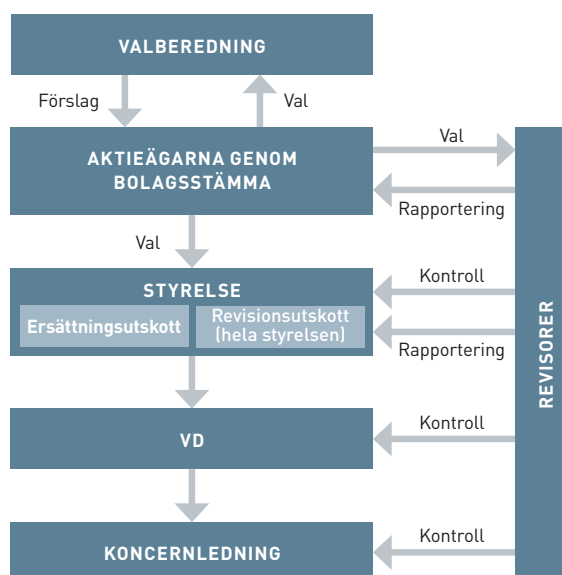 VALBEREDNING
Förslag
Val
AKTIEÄGARNA GENOM
BOLAGSSTÄMMA
Val
Rapportering
Val
STYRELSE
Ersättningsutskott
Revisionsutskott
(hela styrelsen)
Kontroll
Rapportering
VD
Kontroll
KONCERNLEDNING
Kontroll
REVISORER